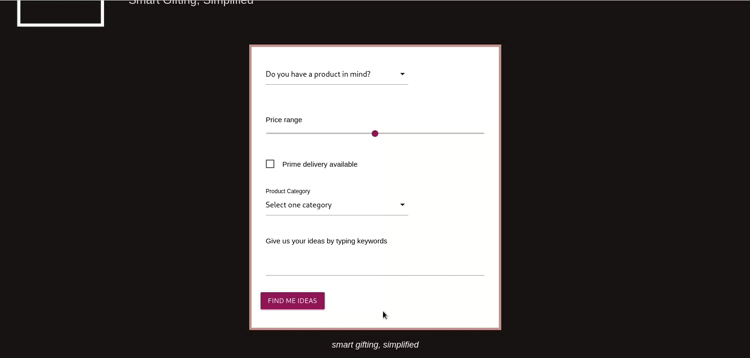 Smart Gifting, Simplified
Do you have a product in mind?
Price range
Prime delivery available
Product Category
Select one category
Give us your ideas by typing keywords
FIND ME IDEAS
smart gifting, simplified